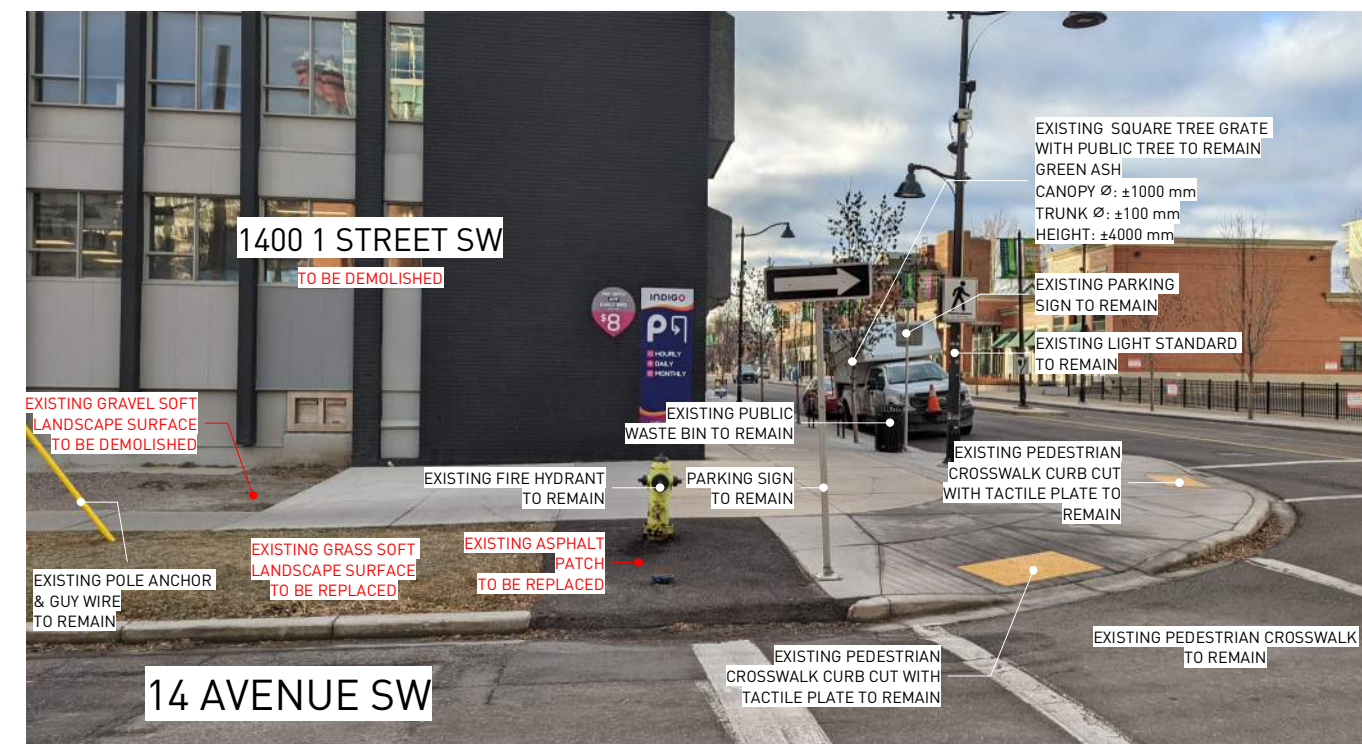 EXISTING SQUARE TREE GRATE
WITH PUBLIC TREE TO REMAIN
GREEN ASH
CANOPY Ø: ±1000 mm
TRUNK Ø: ±100 mm
HEIGHT: ±4000 mm
1400 1 STREET SW
TO BE DEMOLISHED
EXISTING PARKING
SIGN TO REMAIN
INDIGO
$8
P
HOURLY
DAILY
MONTHLY
EXISTING LIGHT STANDARD
TO REMAIN
EXISTING GRAVEL SOFT
LANDSCAPE SURFACE
TO BE DEMOLISHED
EXISTING PUBLIC
WASTE BIN TO REMAIN
EXISTING PEDESTRIAN
CROSSWALK CURB CUT
WITH TACTILE PLATE TO
REMAIN
EXISTING FIRE HYDRANT
TO REMAIN
PARKING SIGN
TO REMAIN
EXISTING GRASS SOFT
LANDSCAPE SURFACE
TO BE REPLACED
EXISTING ASPHALT
PATCH
TO BE REPLACED
EXISTING POLE ANCHOR
& GUY WIRE
TO REMAIN
EXISTING PEDESTRIAN CROSSWALK
TO REMAIN
EXISTING PEDESTRIAN
CROSSWALK CURB CUT WITH
TACTILE PLATE TO REMAIN
14 AVENUE SW